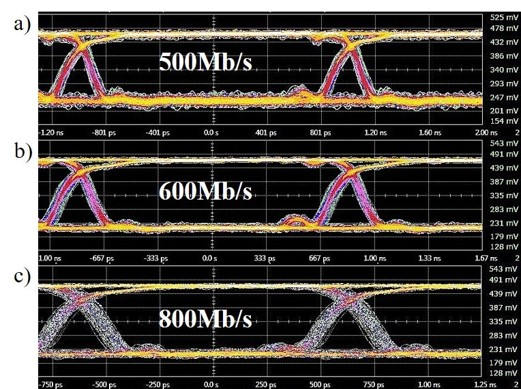 a)
500Mb/s
525 mV
478 mV
432 mV
386 mV
340 mV
293 mV
247 mV
201 mV
154 mV
-1.20 ns -801 ps -401 ps 0.0 s 401 ps 801 ps 1.20 ns 1.60 ns 2.00 ns
b)
600Mb/s
543 mV
491 mV
439 mV
387 mV
335 mV
283 mV
231 mV
179 mV
128 mV
1.00 ns -667 ps -333 ps 0.0 s 333 ps 667 ps 1.00 ns 1.33 ns 1.67 ns
c)
800Mb/s
543 mV
491 mV
439 mV
387 mV
335 mV
283 mV
231 mV
179 mV
128 mV
-750 ps -500 ps -250 ps 0.0 s 250 ps 500 ps 750 ps 1.00 ns 1.25 ns